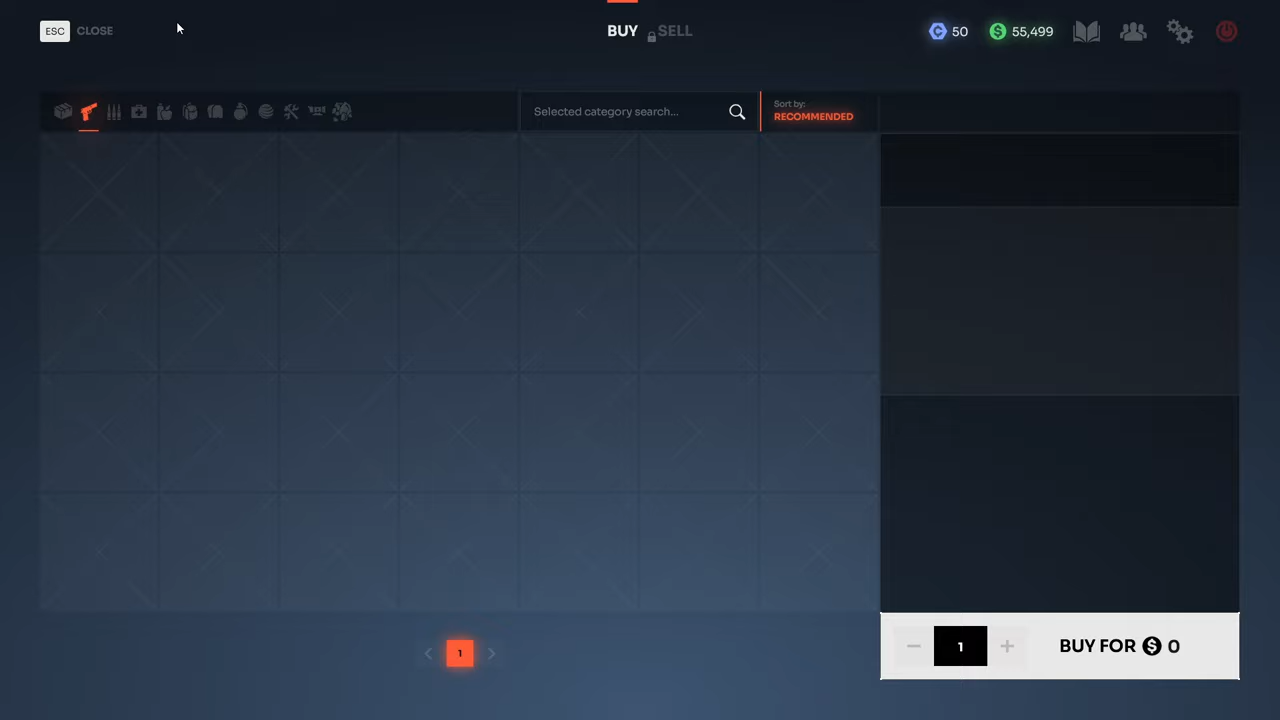 ESC CLOSE
BUY SELL
50 55,499
Selected category search...
Sort by:
RECOMMENDED
1
1
BUY FOR $ 0